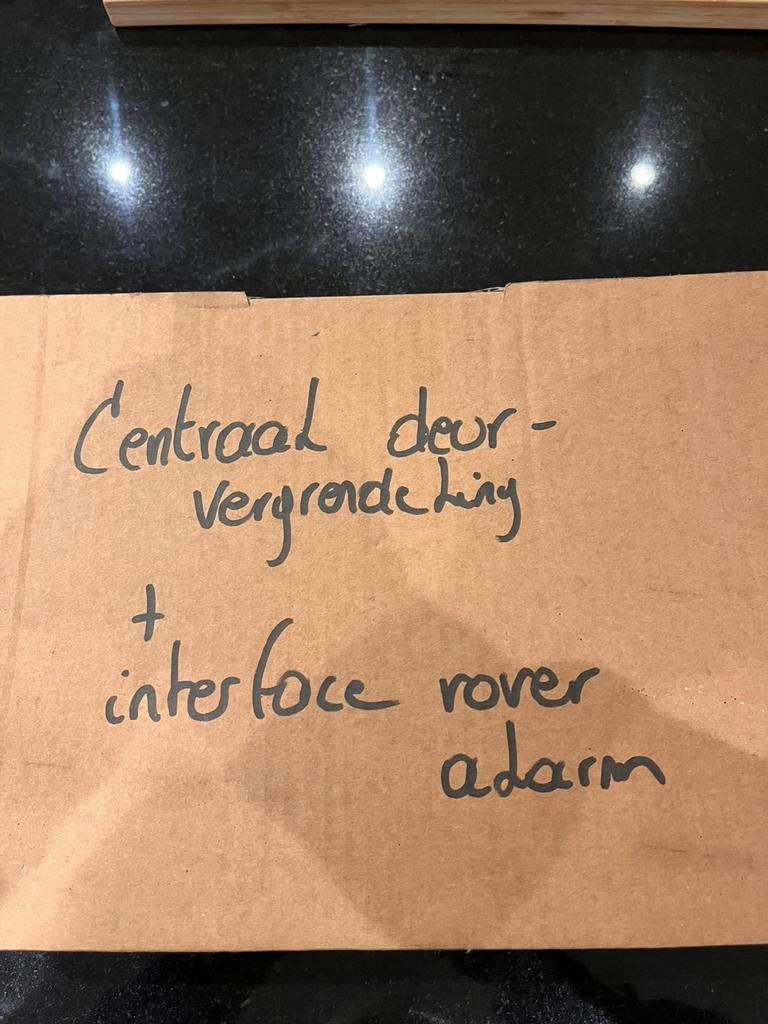 Centraal deur-
vergrendeling
+
interface rover
alarm